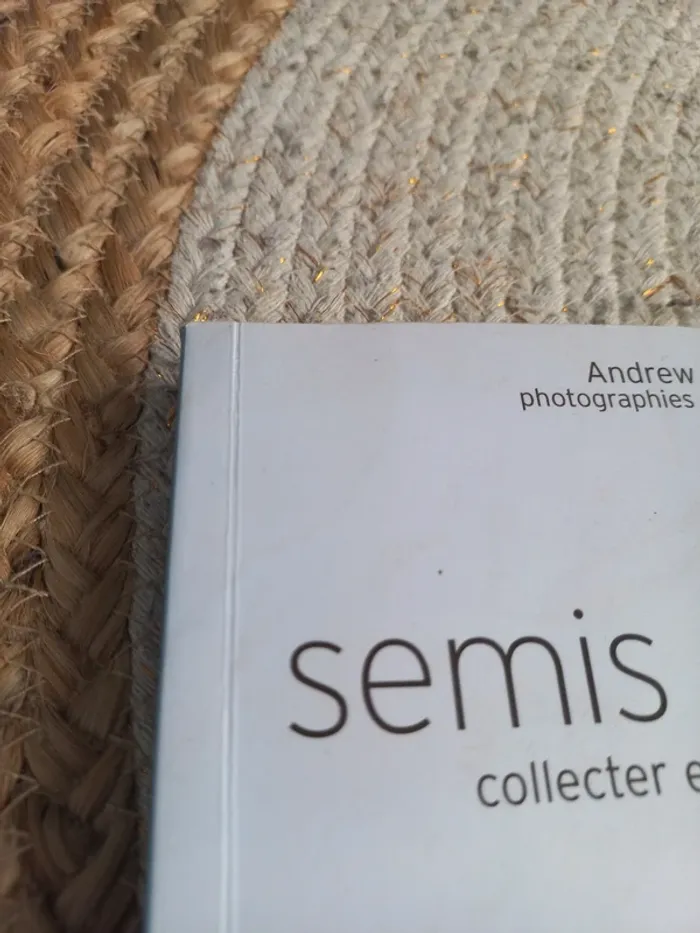 Andrew
photographies
semis
collecter e